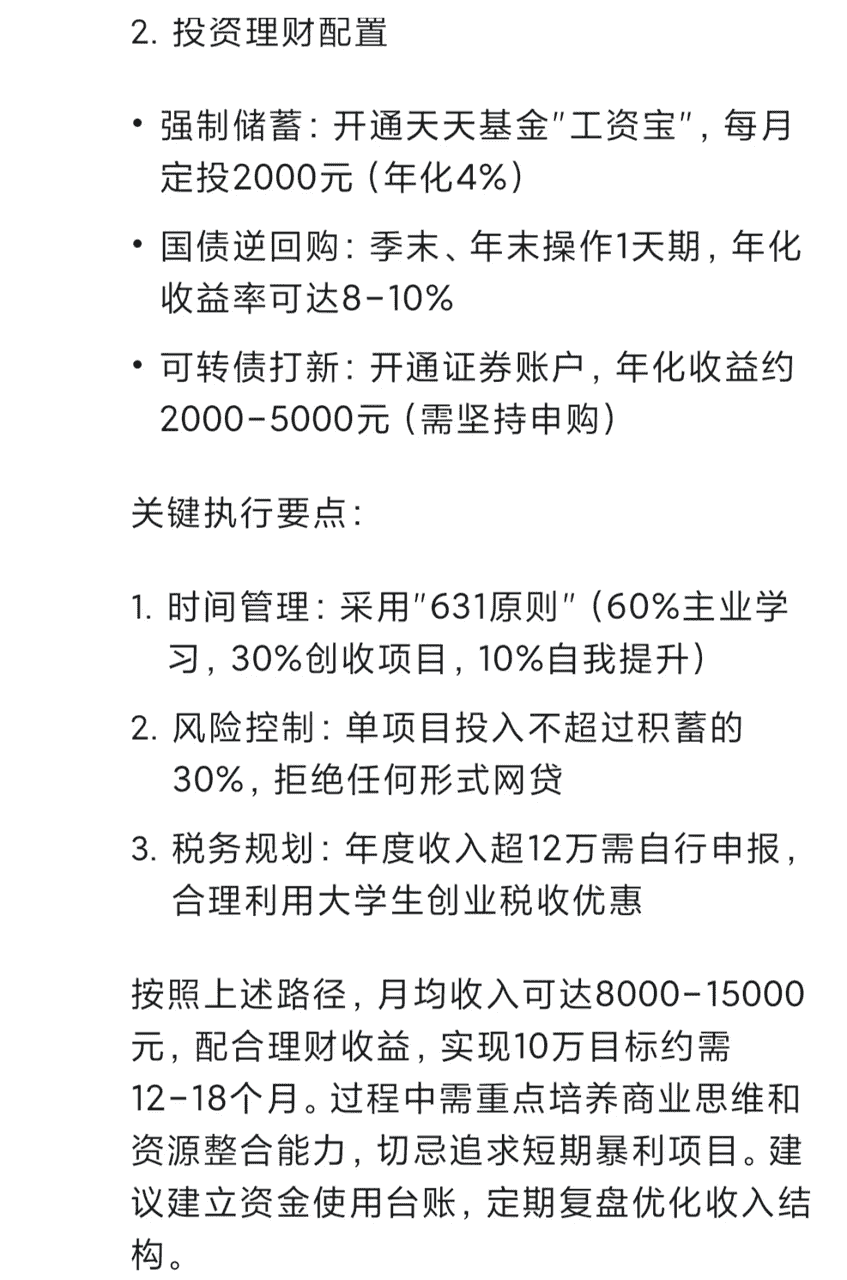 2. 投资理财配置
• 强制储蓄：开通天天基金"工资宝"，每月
定投2000元（年化4%）
• 国债逆回购：季末、年末操作1天期，年化
收益率可达8-10%
• 可转债打新：开通证券账户，年化收益约
2000-5000元（需坚持申购）
关键执行要点：
1. 时间管理：采用"631原则"（60%主业学
习，30%创收项目，10%自我提升）
2. 风险控制：单项目投入不超过积蓄的
30%，拒绝任何形式网贷
3. 税务规划：年度收入超12万需自行申报，
合理利用大学生创业税收优惠
按照上述路径，月均收入可达8000-15000
元，配合理财收益，实现10万目标约需
12-18个月。过程中需重点培养商业思维和
资源整合能力，切忌追求短期暴利项目。建
议建立资金使用台账，定期复盘优化收入结
构。